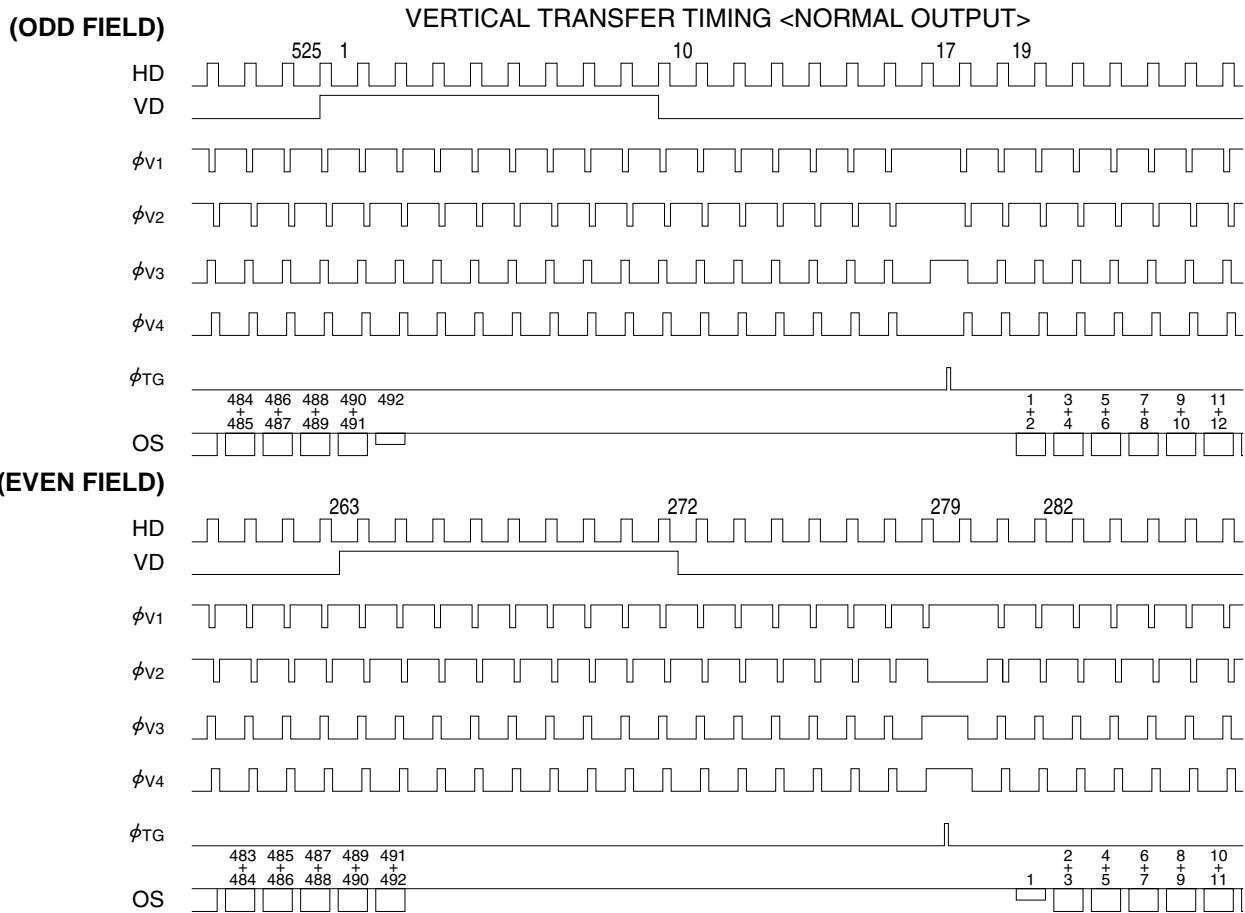 VERTICAL TRANSFER TIMING <NORMAL OUTPUT>
(ODD FIELD)
525 1 10 17 19
HD
VD
ϕV1
ϕV2
ϕV3
ϕV4
ϕTG
484 486 488 490 492 1 3 5 7 9 11
+ + + + + + + + + +
485 487 489 491 2 4 6 8 10 12
OS
(EVEN FIELD)
263 272 279 282
HD
VD
ϕV1
ϕV2
ϕV3
ϕV4
ϕTG
483 485 487 489 491 2 4 6 8 10
+ + + + + + + + + +
484 486 488 490 492 1 3 5 7 9 11
OS